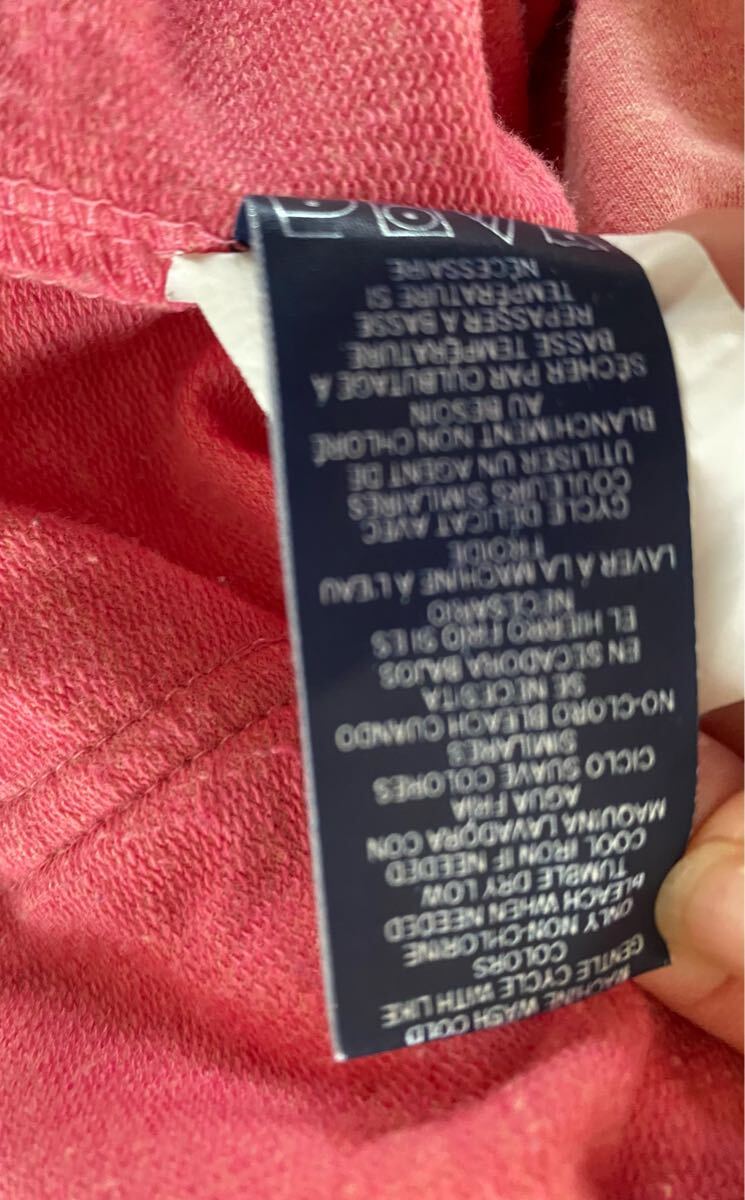 MACHINE WASH COLD
GENTLE CYCLE WITH LIKE
COLORS
ONLY NON-CHLORINE
BLEACH WHEN NEEDED
TUMBLE DRY LOW
COOL IRON IF NEEDED
MAQUINA LAVADORA CON
AGUA FRIA
CICLO SUAVE COLORES
SIMILARES
NO-CLORO BLEACH CUANDO
SE NECESITA
EN SECADORA BAJOS
EL HIERRO FRIO SI ES
NECESARIO
LAVER À LA MACHINE À L'EAU
FROIDE
CYCLE DÉLICAT AVEC
COULEURS SIMILAIRES
UTILISER UN AGENT DE
BLANCHIMENT NON CHLORÉ
AU BESOIN
SÉCHER PAR CULBUTAGE À
BASSE TEMPÉRATURE
REPASSER À BASSE
TEMPÉRATURE SI
NÉCESSAIRE